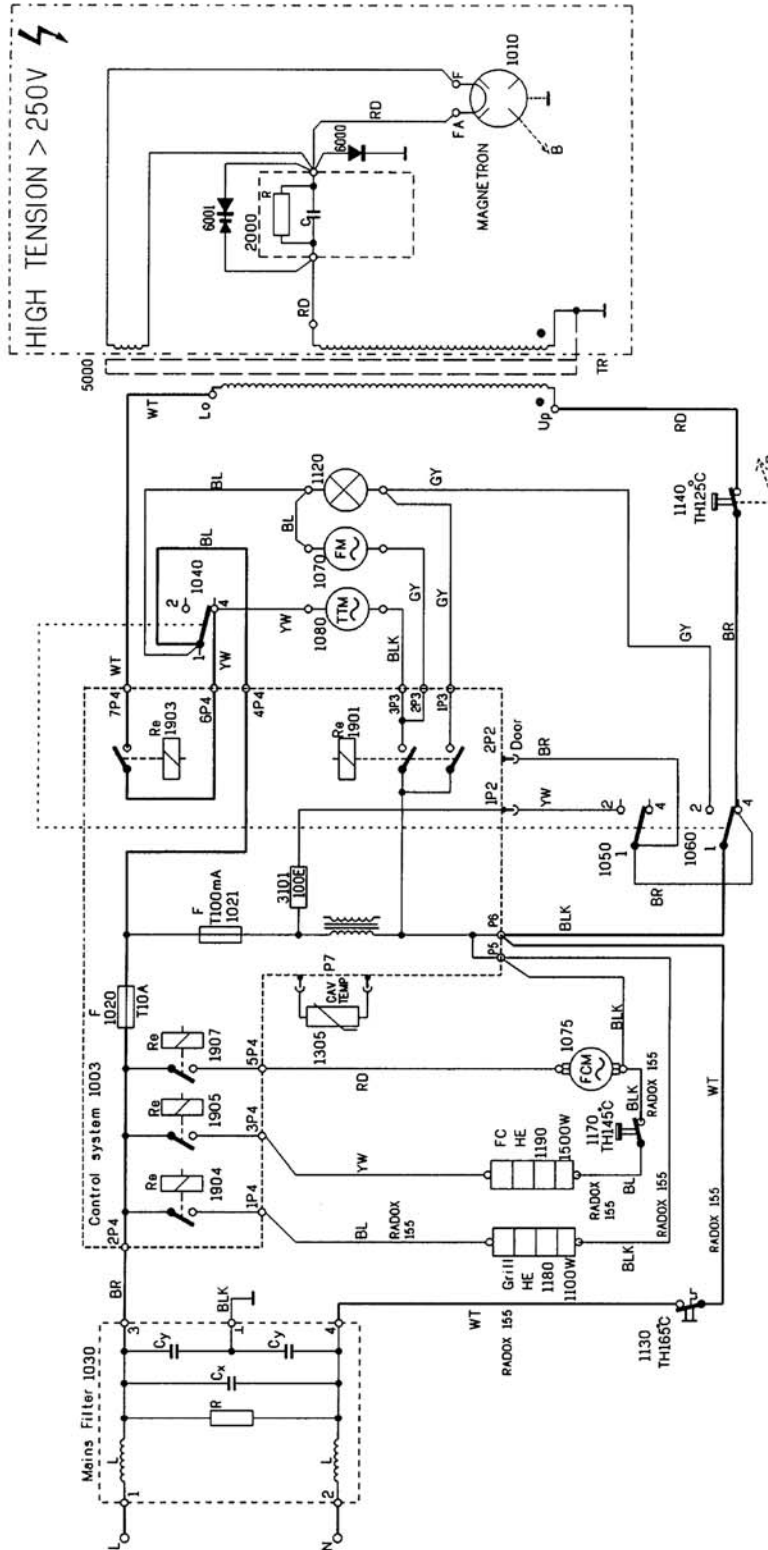 HIGH TENSION > 250V
5000
6001
2000
R
C
6000
RD
RD
FA
F
MAGNETRON
1010
B
TR
WT
Lo
Up
RD
BL
1120
BL
GY
FM
1070
GY
GY
TTM
1080
YW
BLK
2
1040
4
1
BL
YW
WT
7P4
6P4
4P4
Re
1903
Re
1901
3P3
2P3
1P3
2P2
Door
1P2
YW
BR
2
4
1
1050
2
4
1
1060
BR
GY
BR
1140
TH125°C
F
T100mA
1021
3101
100E
P7
P6
P5
BLK
CAV
TEMP
1305
F
1020
T10A
Re
1907
Re
1905
Re
1904
5P4
3P4
1P4
2P4
Control system 1003
RD
FCM
1075
BLK
BLK
RADOX 155
1170
TH145°C
YW
FC
HE
1190
1500W
RADOX
155
BL
BL
RADOX
155
Grill
HE
1180
1100W
BLK
RADOX 155
WT
RADOX 155
BR
BLK
Mains Filter 1030
3
4
Cy
Cy
Cx
R
L
L
1
2
L
N
WT
RADOX 155
1130
TH165°C